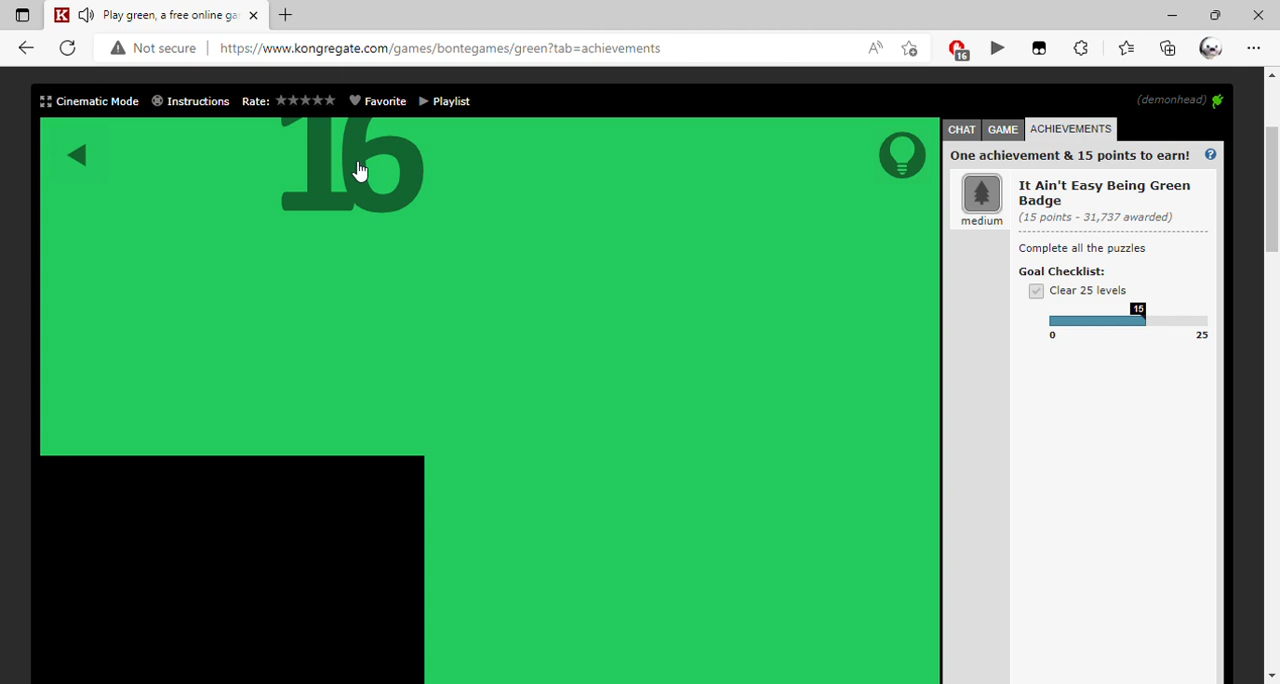 Play green, a free online ga
Not secure
https://www.kongregate.com/games/bontegames/green?tab=achievements
A
16
Cinematic Mode
Instructions
Rate:
Favorite
Playlist
(demonhead)
16
CHAT
GAME
ACHIEVEMENTS
One achievement & 15 points to earn!
?
It Ain't Easy Being Green
Badge
medium
(15 points - 31,737 awarded)
Complete all the puzzles
Goal Checklist:
Clear 25 levels
15
0
25